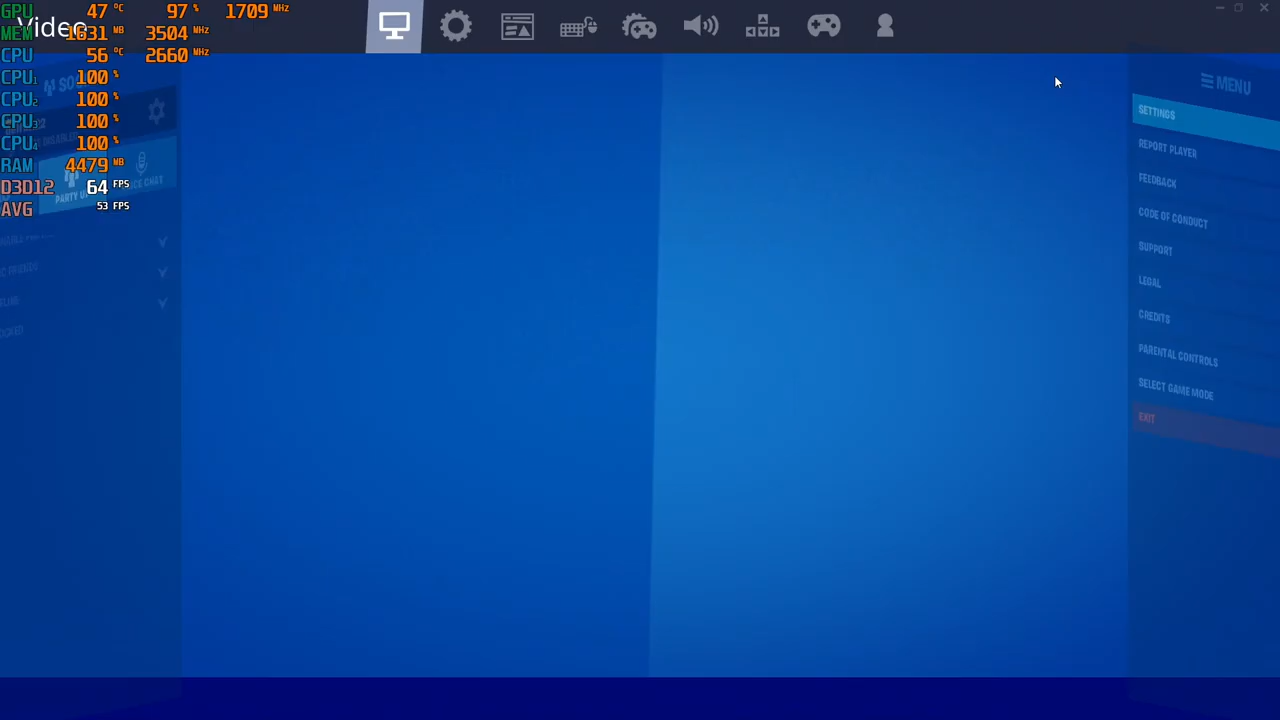 GPU 47 °C 97 % 1709 MHz
Video
MEM 1631 MB 3504 MHz
CPU 56 °C 2660 MHz
CPU1 100 %
CPU2 100 %
CPU3 100 %
CPU4 100 %
RAM 4479 MB
D3D12 64 FPS
AVG 53 FPS
MENU
SETTINGS
REPORT PLAYER
FEEDBACK
CODE OF CONDUCT
SUPPORT
LEGAL
CREDITS
PARENTAL CONTROLS
SELECT GAME MODE
EXIT